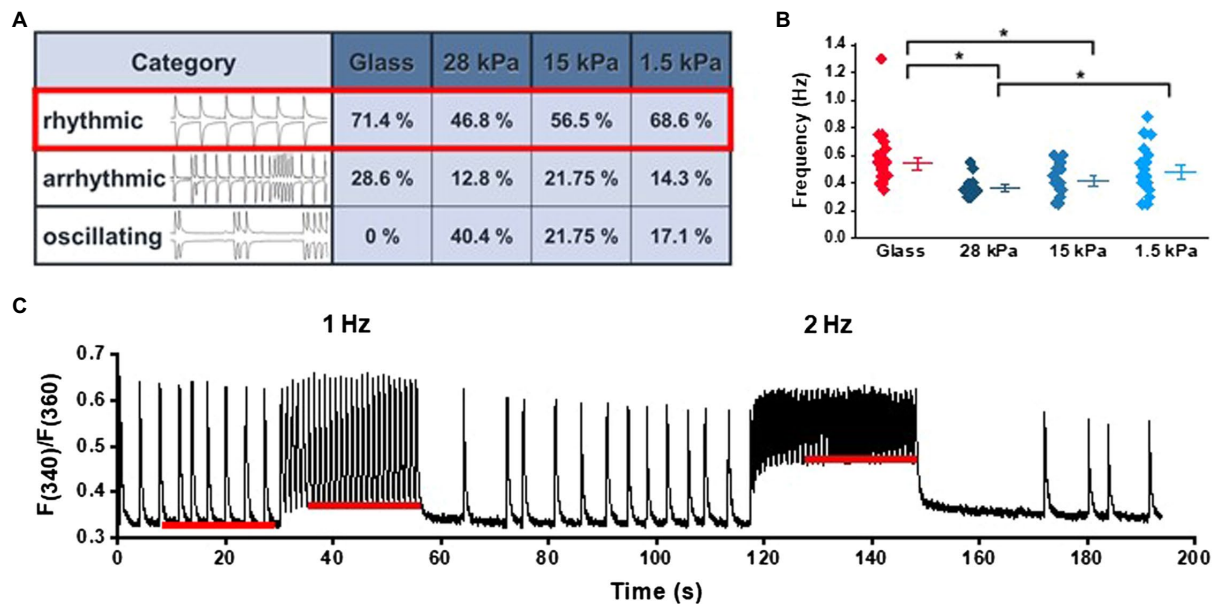 A
Category Glass 28 kPa 15 kPa 1.5 kPa
rhythmic 71.4 % 46.8 % 56.5 % 68.6 %
arrhythmic 28.6 % 12.8 % 21.75 % 14.3 %
oscillating 0 % 40.4 % 21.75 % 17.1 %
B
*
*
*
Frequency (Hz)
1.4
1.2
1.0
0.8
0.6
0.4
0.2
0.0
Glass 28 kPa 15 kPa 1.5 kPa
C
1 Hz 2 Hz
F(340)/F(360)
0.7
0.6
0.5
0.4
0.3
0 20 40 60 80 100 120 140 160 180 200
Time (s)